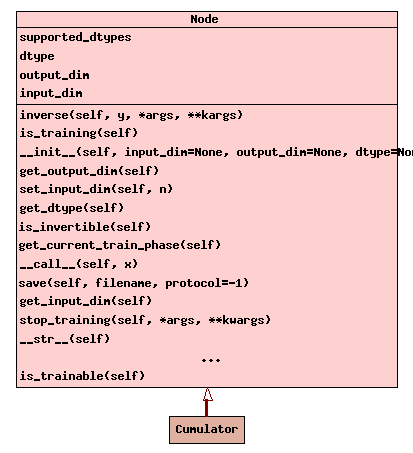 Node
supported_dtypes
dtype
output_dim
input_dim
inverse(self, y, *args, **kargs)
is_training(self)
__init__(self, input_dim=None, output_dim=None, dtype=Non
get_output_dim(self)
set_input_dim(self, n)
get_dtype(self)
is_invertible(self)
get_current_train_phase(self)
__call__(self, x)
save(self, filename, protocol=-1)
get_input_dim(self)
stop_training(self, *args, **kwargs)
__str__(self)
...
is_trainable(self)
Cumulator